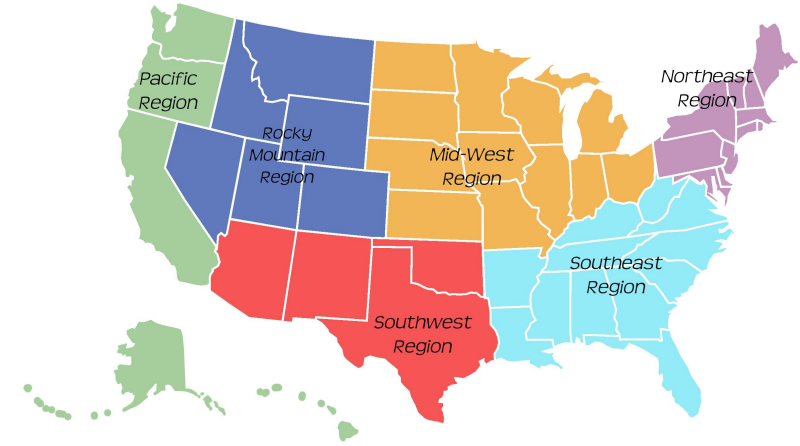 Pacific
Region
Rocky
Mountain
Region
Mid-West
Region
Northeast
Region
Southeast
Region
Southwest
Region